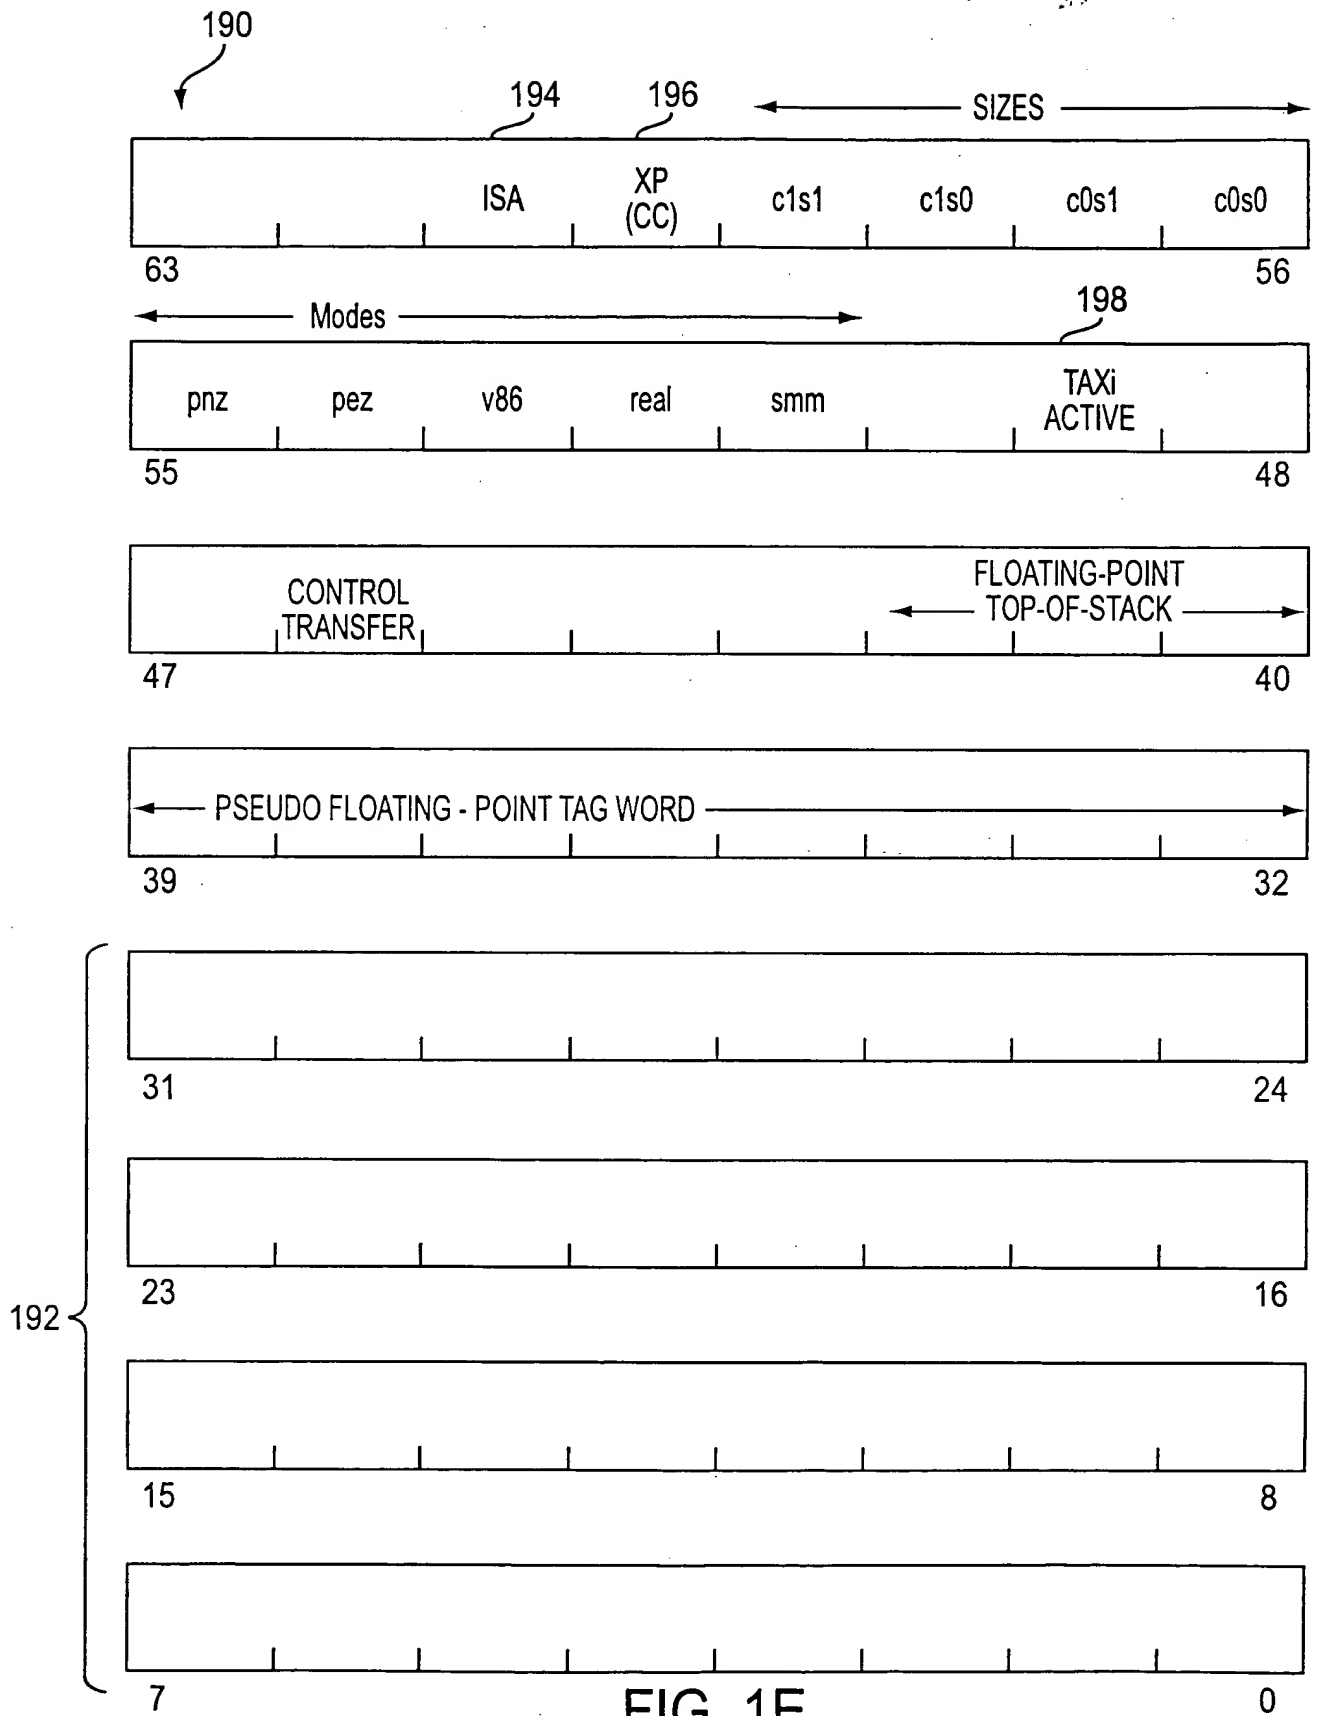 190
194 196 SIZES
ISA XP (CC) c1s1 c1s0 c0s1 c0s0
63 56
Modes 198
pnz pez v86 real smm TAXi ACTIVE
55 48
CONTROL TRANSFER FLOATING-POINT TOP-OF-STACK
47 40
PSEUDO FLOATING - POINT TAG WORD
39 32
31 24
23 16
192
15 8
7 0
FIG. 1E